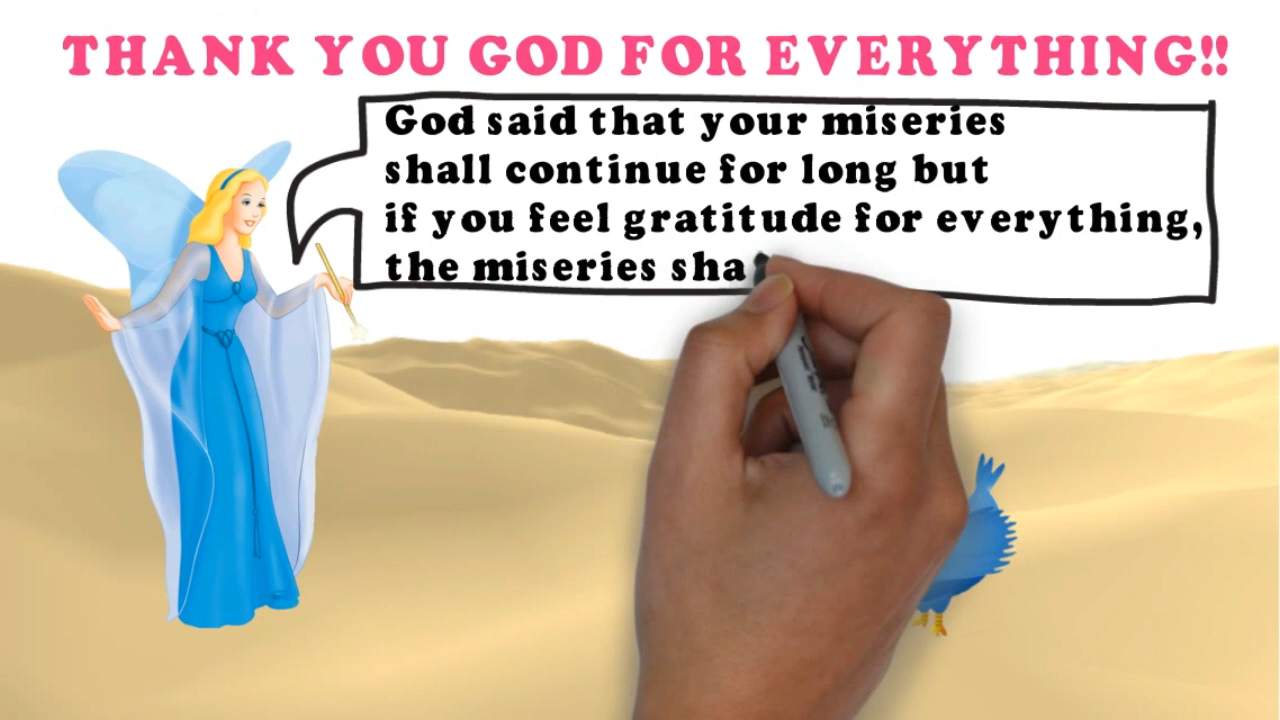 THANK YOU GOD FOR EVERYTHING!!
God said that your miseries
shall continue for long but
if you feel gratitude for everything,
the miseries sha